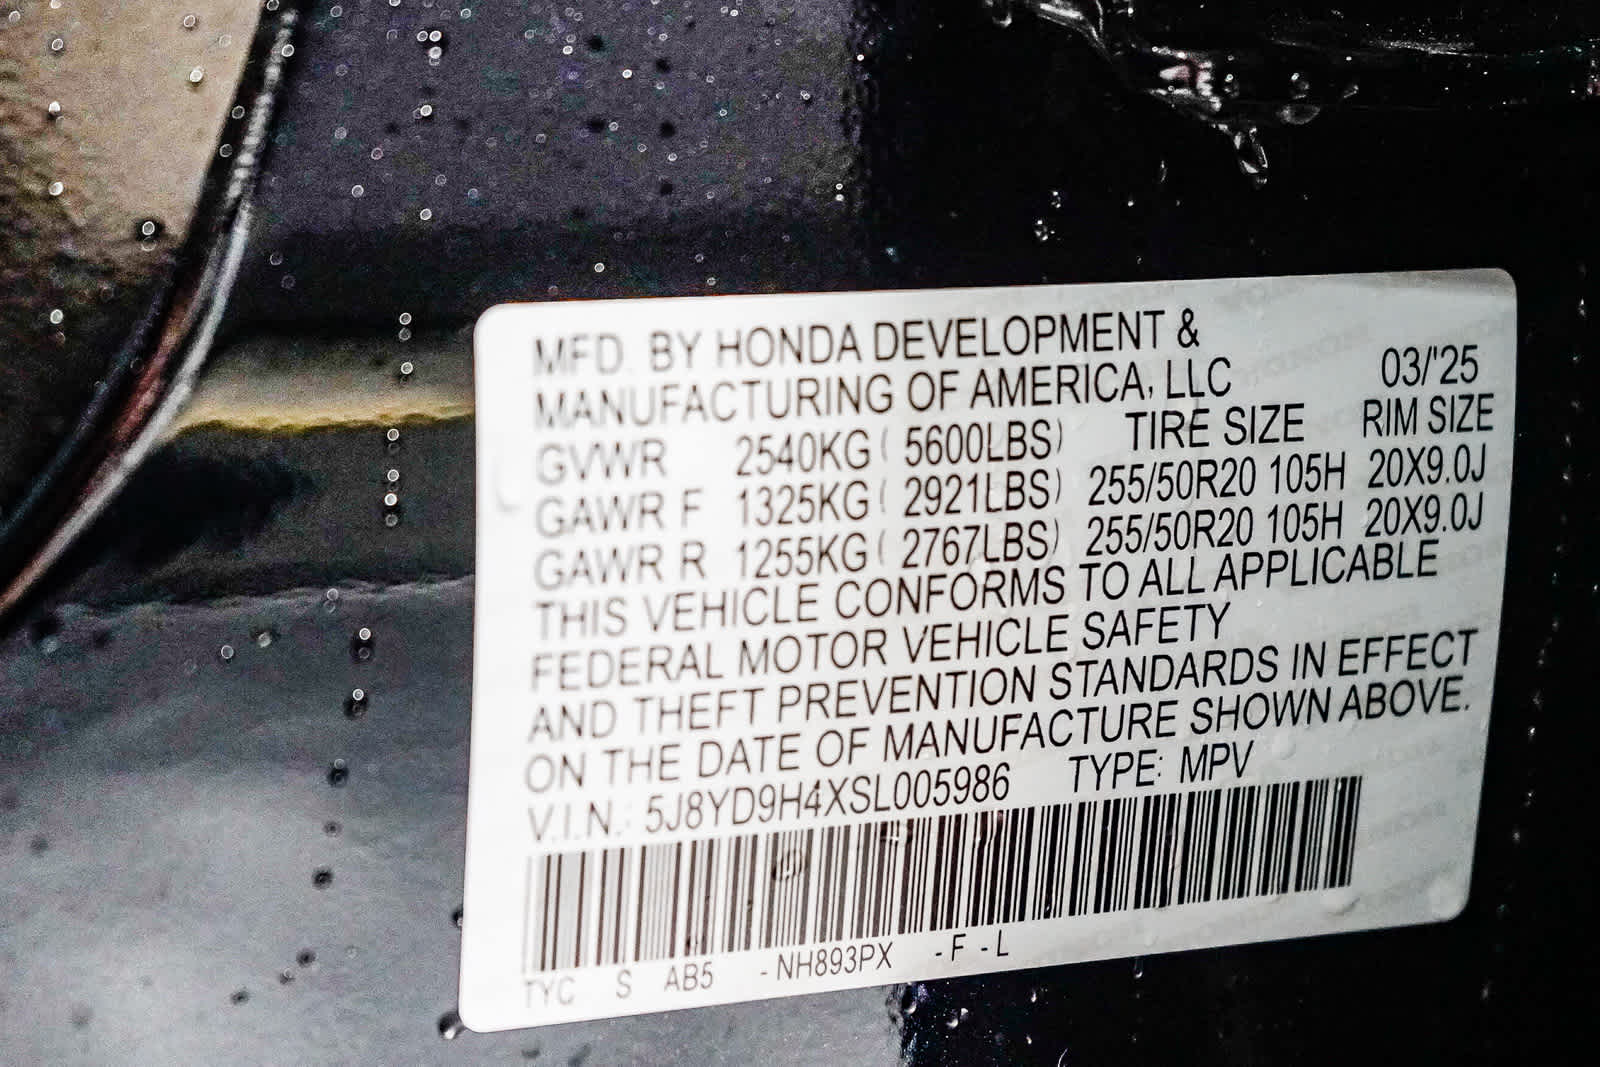 MFD. BY HONDA DEVELOPMENT &
MANUFACTURING OF AMERICA, LLC 03/'25
GVWR 2540KG ( 5600LBS) TIRE SIZE RIM SIZE
GAWR F 1325KG ( 2921LBS) 255/50R20 105H 20X9.0J
GAWR R 1255KG ( 2767LBS) 255/50R20 105H 20X9.0J
THIS VEHICLE CONFORMS TO ALL APPLICABLE
FEDERAL MOTOR VEHICLE SAFETY
AND THEFT PREVENTION STANDARDS IN EFFECT
ON THE DATE OF MANUFACTURE SHOWN ABOVE.
V.I.N.: 5J8YD9H4XSL005986 TYPE: MPV
TYC S AB5 -NH893PX -F -L